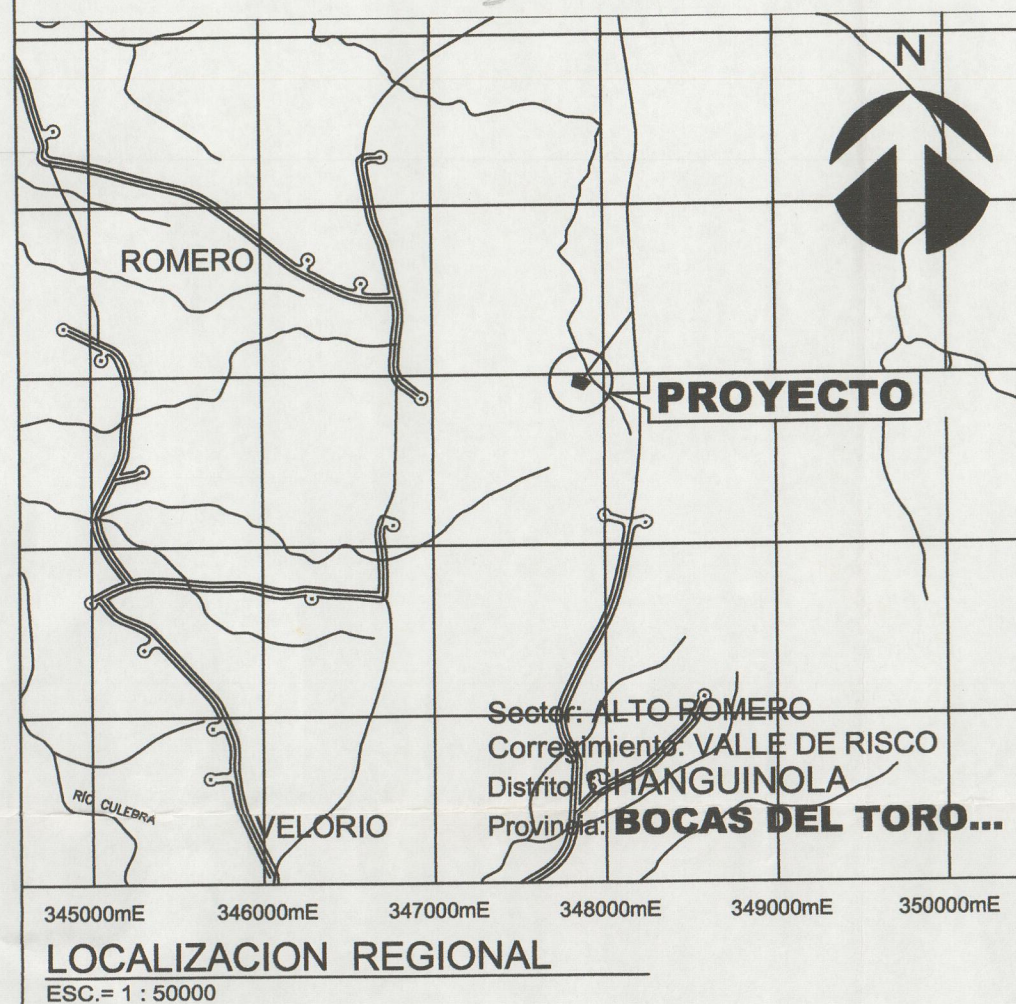 N
ROMERO
PROYECTO
Sector: ALTO ROMERO
Corregimiento: VALLE DE RISCO
Distrito: CHANGUINOLA
Provincia: BOCAS DEL TORO...
RIO CULEBRA
VELORIO
345000mE 346000mE 347000mE 348000mE 349000mE 350000mE
LOCALIZACION REGIONAL
ESC.= 1 : 50000